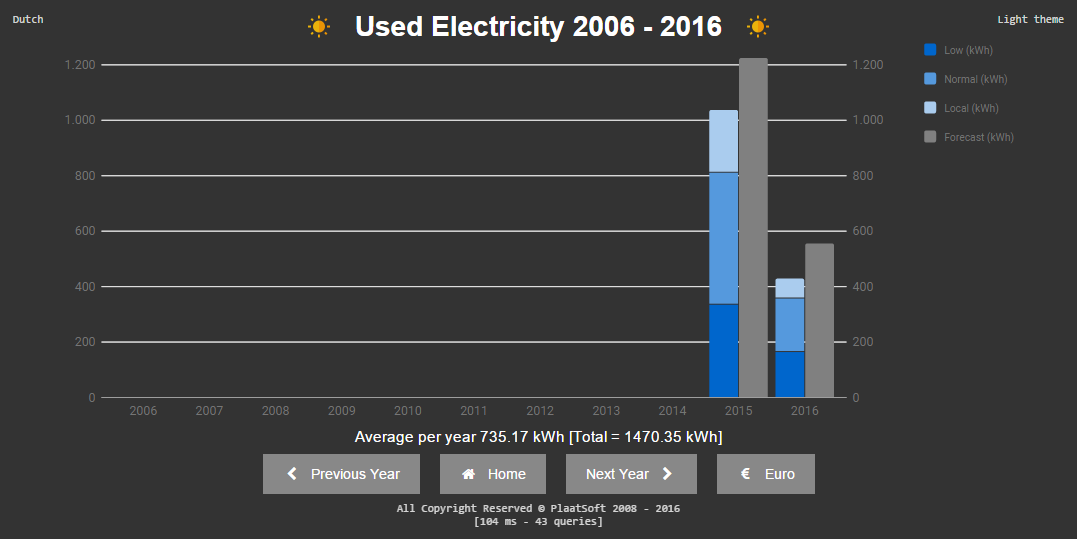 Dutch
Used Electricity 2006 - 2016
Light theme
Low (kWh)
Normal (kWh)
Local (kWh)
Forecast (kWh)
1.200 1.200
1.000 1.000
800 800
600 600
400 400
200 200
0 0
2006 2007 2008 2009 2010 2011 2012 2013 2014 2015 2016
Average per year 735.17 kWh [Total = 1470.35 kWh]
Previous Year Home Next Year € Euro
All Copyright Reserved © PlaatSoft 2008 - 2016
[104 ms - 43 queries]